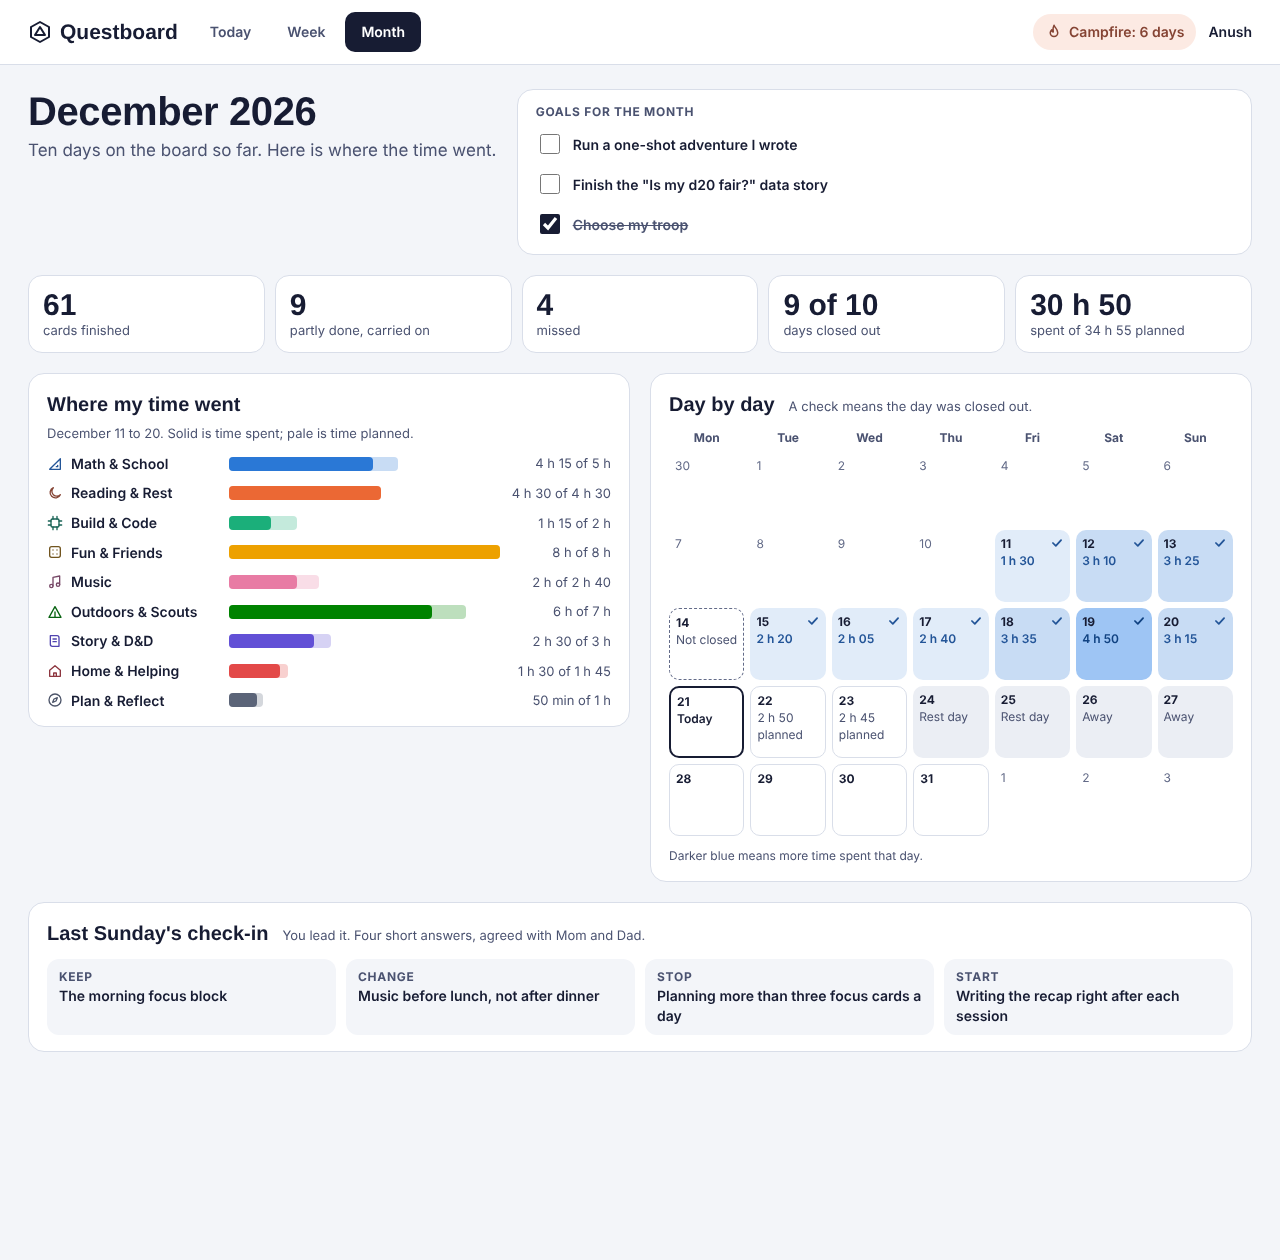 Questboard
Today
Week
Month
Campfire: 6 days
Anush
December 2026
Ten days on the board so far. Here is where the time went.
GOALS FOR THE MONTH
Run a one-shot adventure I wrote
Finish the "Is my d20 fair?" data story
Choose my troop
61
cards finished
9
partly done, carried on
4
missed
9 of 10
days closed out
30 h 50
spent of 34 h 55 planned
Where my time went
December 11 to 20. Solid is time spent; pale is time planned.
Math & School 4 h 15 of 5 h
Reading & Rest 4 h 30 of 4 h 30
Build & Code 1 h 15 of 2 h
Fun & Friends 8 h of 8 h
Music 2 h of 2 h 40
Outdoors & Scouts 6 h of 7 h
Story & D&D 2 h 30 of 3 h
Home & Helping 1 h 30 of 1 h 45
Plan & Reflect 50 min of 1 h
Day by day
A check means the day was closed out.
Mon Tue Wed Thu Fri Sat Sun
30 1 2 3 4 5 6
7 8 9 10
11
1 h 30
12
3 h 10
13
3 h 25
14
Not closed
15
2 h 20
16
2 h 05
17
2 h 40
18
3 h 35
19
4 h 50
20
3 h 15
21
Today
22
2 h 50
planned
23
2 h 45
planned
24
Rest day
25
Rest day
26
Away
27
Away
28 29 30 31 1 2 3
Darker blue means more time spent that day.
Last Sunday's check-in
You lead it. Four short answers, agreed with Mom and Dad.
KEEP
The morning focus block
CHANGE
Music before lunch, not after dinner
STOP
Planning more than three focus cards a
day
START
Writing the recap right after each
session